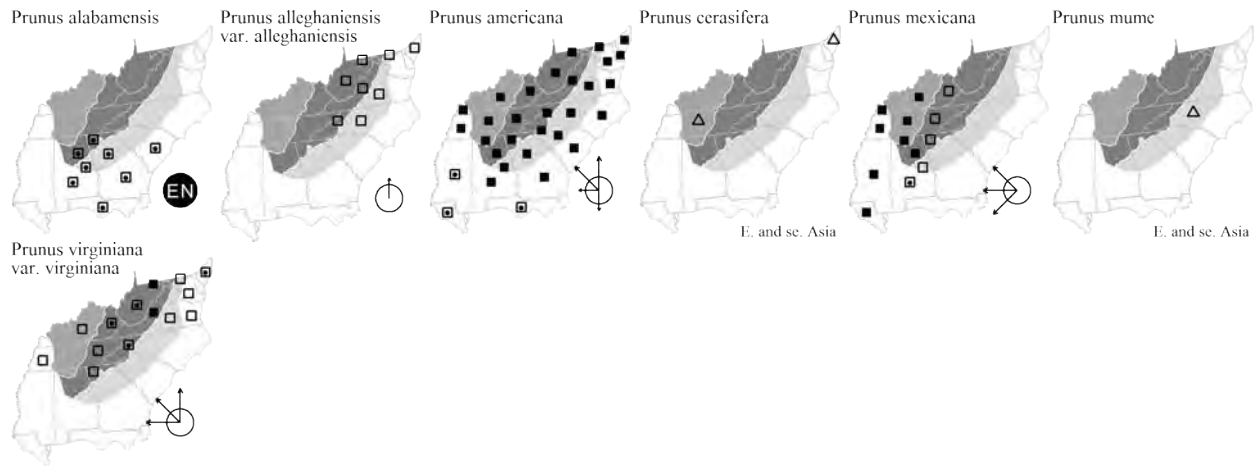 Prunus alabamensis
Prunus alleghaniensis
var. alleghaniensis
Prunus americana
Prunus cerasifera
Prunus mexicana
Prunus mume
EN
E. and se. Asia
E. and se. Asia
Prunus virginiana
var. virginiana